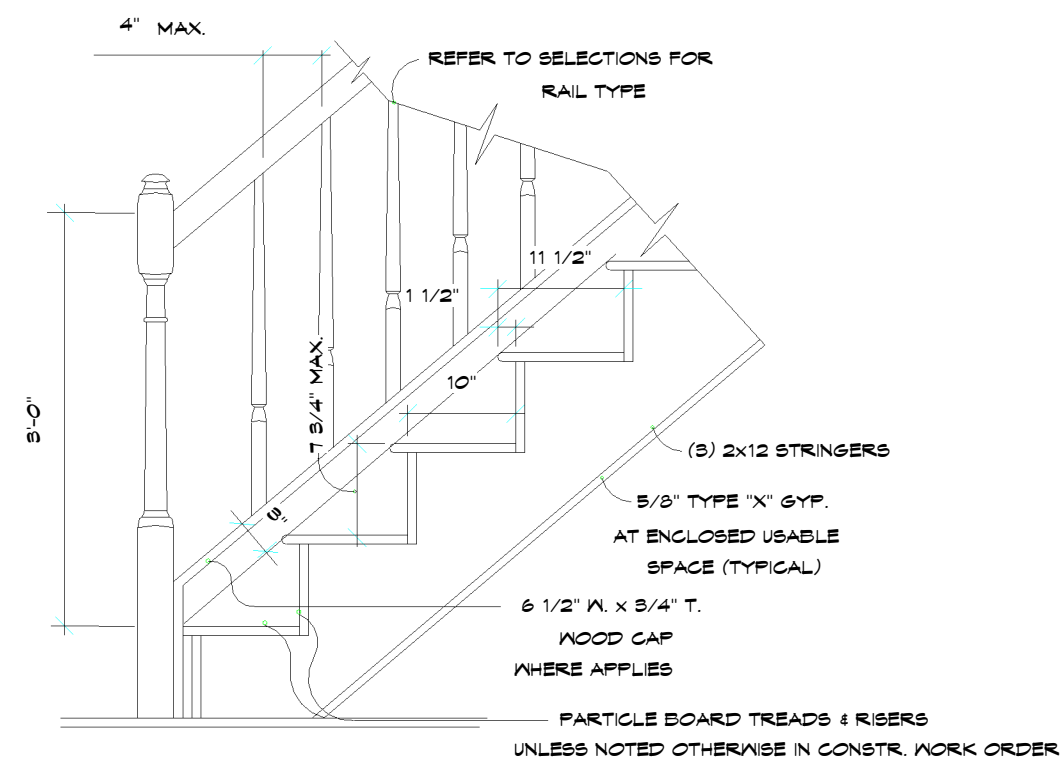 4" MAX.
REFER TO SELECTIONS FOR
RAIL TYPE
11 1/2"
1 1/2"
7 3/4" MAX.
10"
3'-0"
3"
(3) 2x12 STRINGERS
5/8" TYPE "X" GYP.
AT ENCLOSED USABLE
SPACE (TYPICAL)
6 1/2" W. x 3/4" T.
WOOD CAP
WHERE APPLIES
PARTICLE BOARD TREADS & RISERS
UNLESS NOTED OTHERWISE IN CONSTR. WORK ORDER